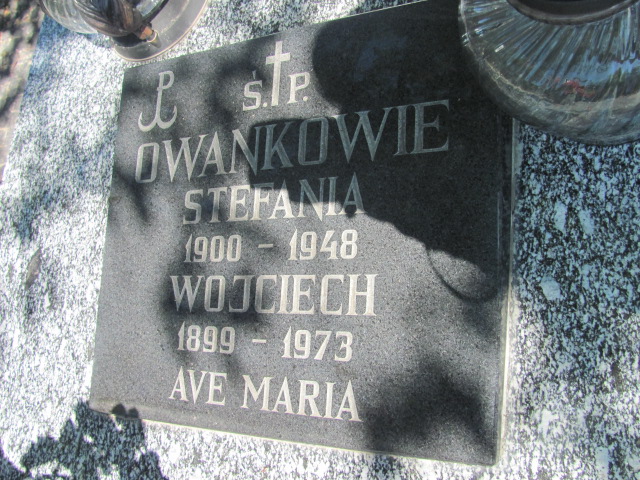 Ś. P.
OWANKOWIE
STEFANIA
1900 - 1948
WOJCIECH
1899 - 1973
AVE MARIA